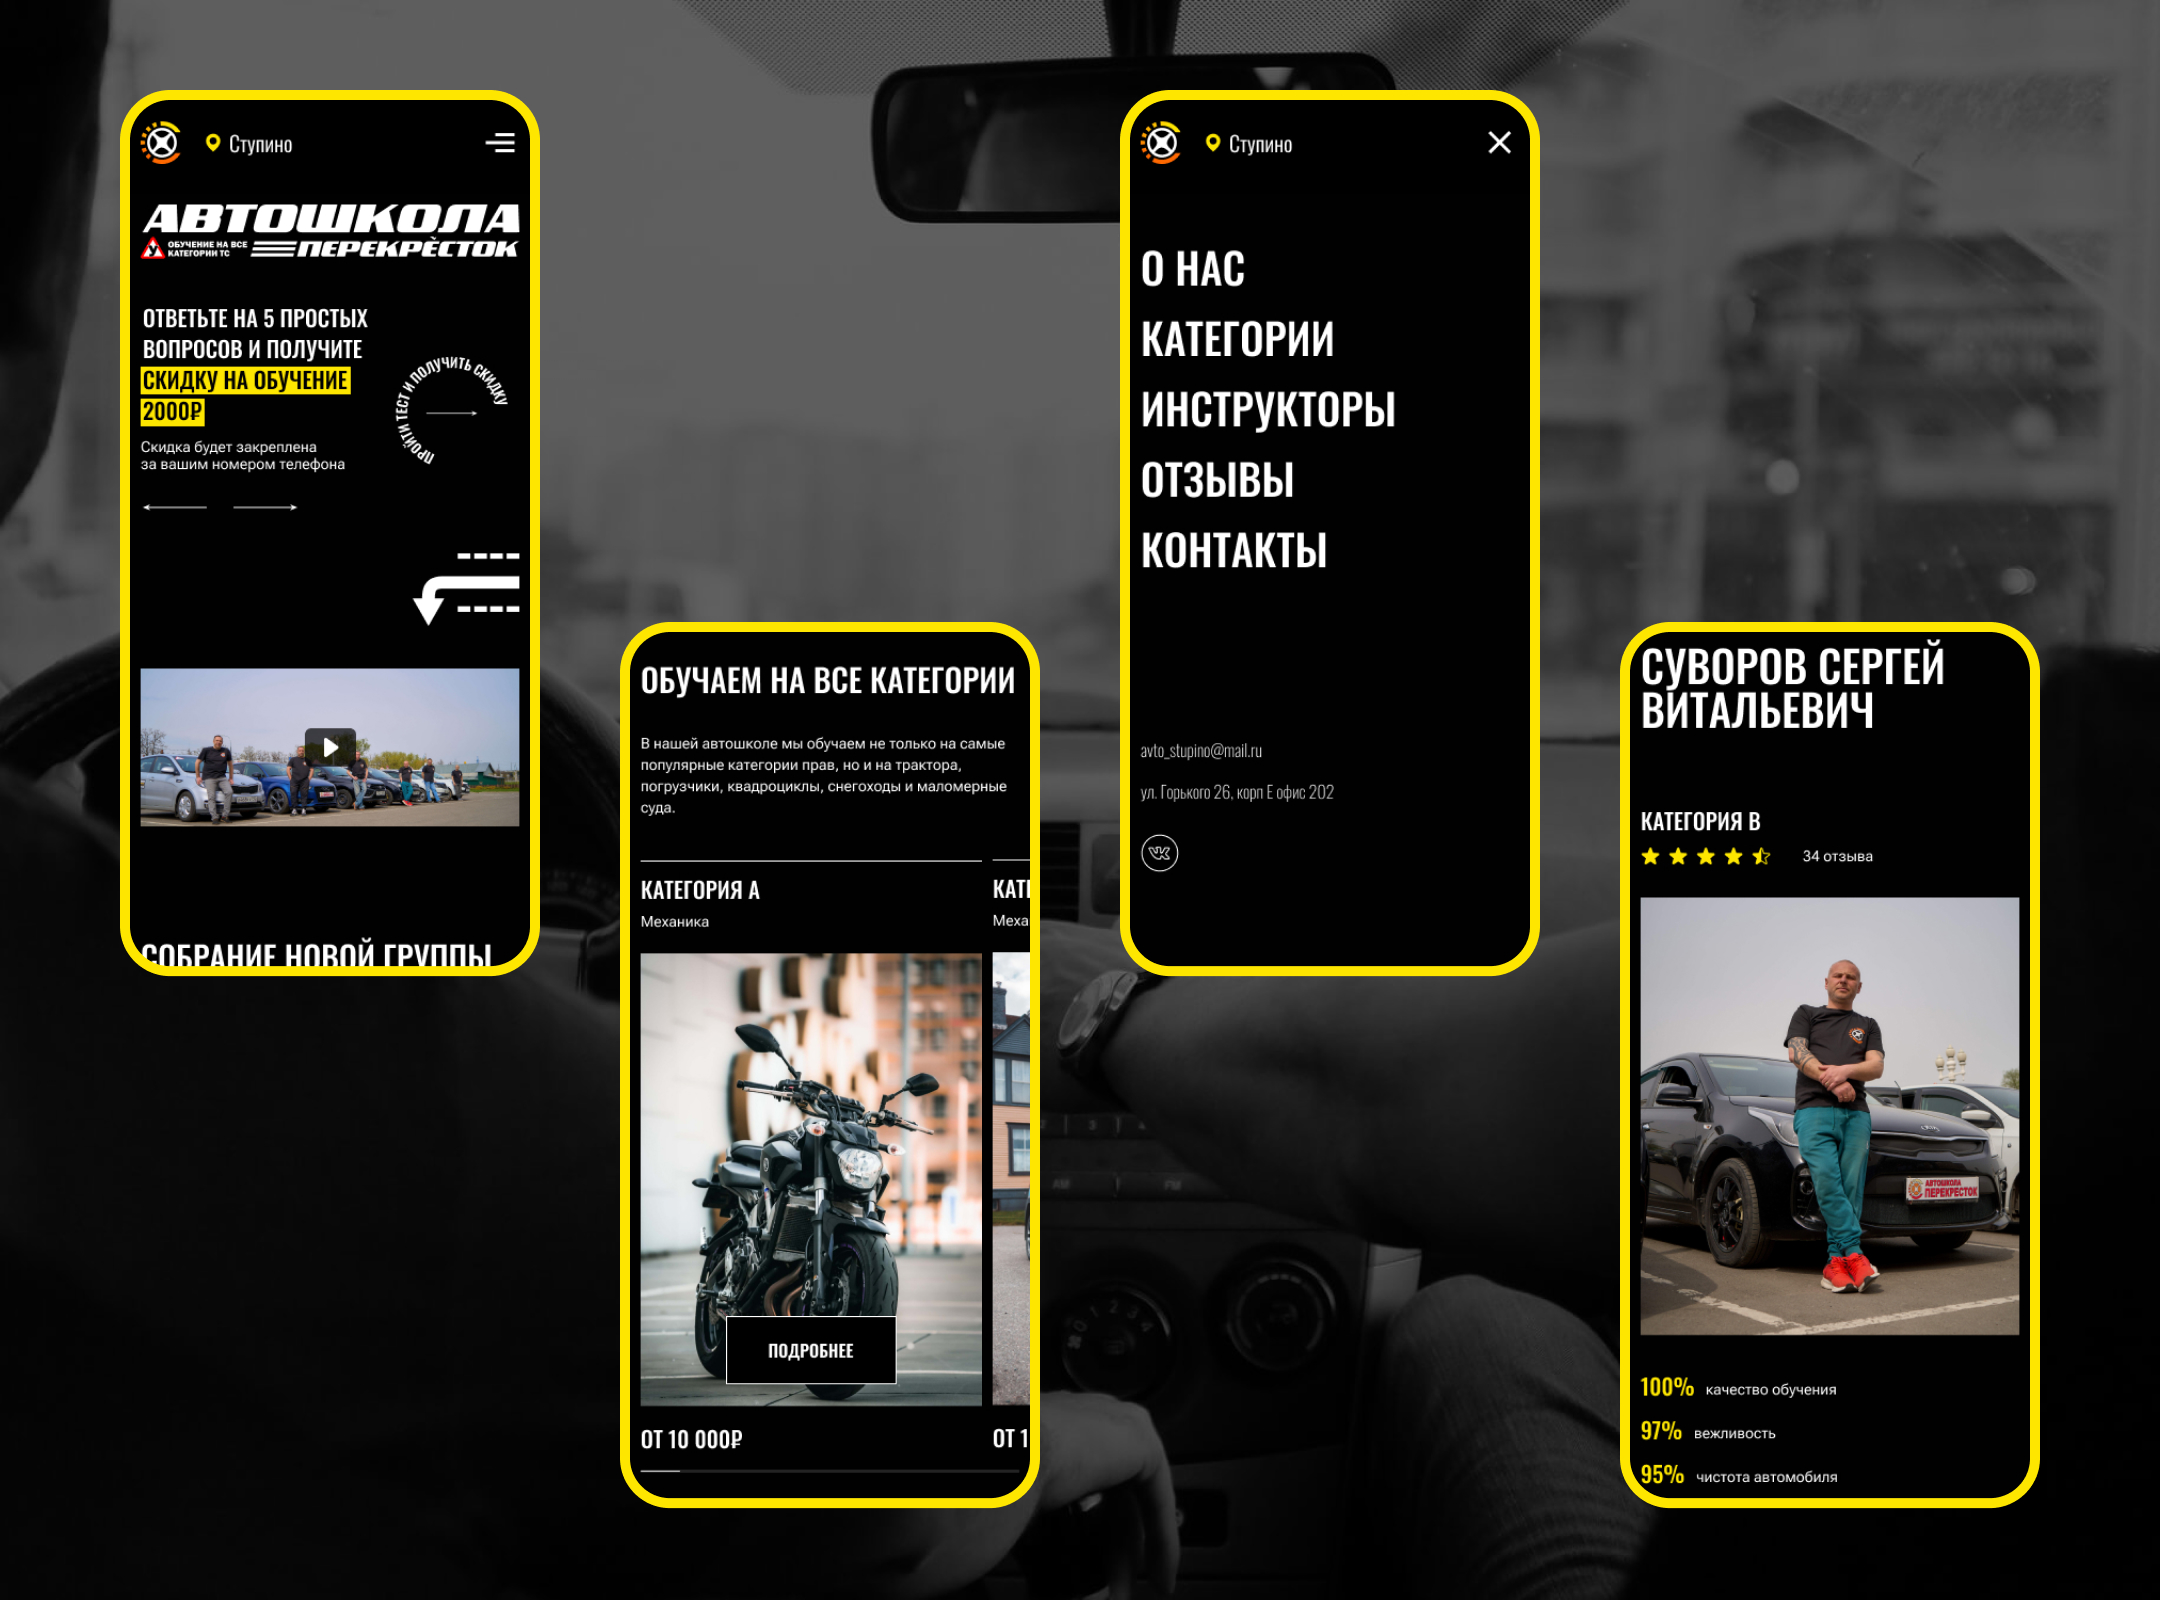 Ступино
АВТОШКОЛА
ОБУЧЕНИЕ НА ВСЕ
КАТЕГОРИИ ТС
ПЕРЕКРЁСТОК
ОТВЕТЬТЕ НА 5 ПРОСТЫХ
ВОПРОСОВ И ПОЛУЧИТЕ
СКИДКУ НА ОБУЧЕНИЕ
2000₽
Скидка будет закреплена
за вашим номером телефона
ПРОЙТИ ТЕСТ И ПОЛУЧИТЬ СКИДКУ
СОБРАНИЕ НОВОЙ ГРУППЫ
ОБУЧАЕМ НА ВСЕ КАТЕГОРИИ
В нашей автошколе мы обучаем не только на самые
популярные категории прав, но и на трактора,
погрузчики, квадроциклы, снегоходы и маломерные
суда.
КАТЕГОРИЯ А
Механика
КАТЕ
Меха
ПОДРОБНЕЕ
ОТ 10 000₽
ОТ 1
Ступино
О НАС
КАТЕГОРИИ
ИНСТРУКТОРЫ
ОТЗЫВЫ
КОНТАКТЫ
avto_stupino@mail.ru
ул. Горького 26, корп Е офис 202
СУВОРОВ СЕРГЕЙ
ВИТАЛЬЕВИЧ
КАТЕГОРИЯ В
34 отзыва
АВТОШКОЛА
ПЕРЕКРЕСТОК
100% качество обучения
97% вежливость
95% чистота автомобиля